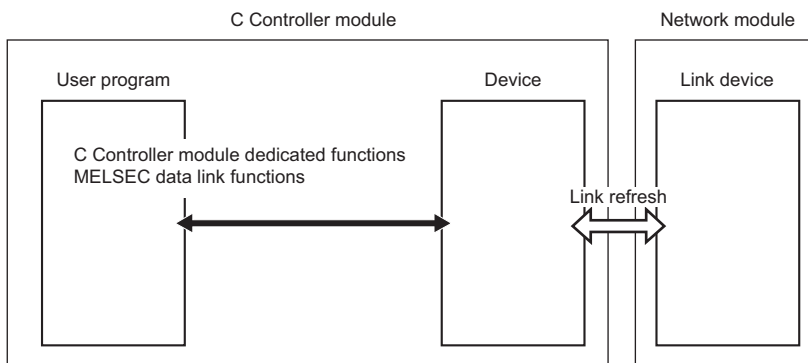 C Controller module
Network module
User program
Device
Link device
C Controller module dedicated functions
MELSEC data link functions
Link refresh